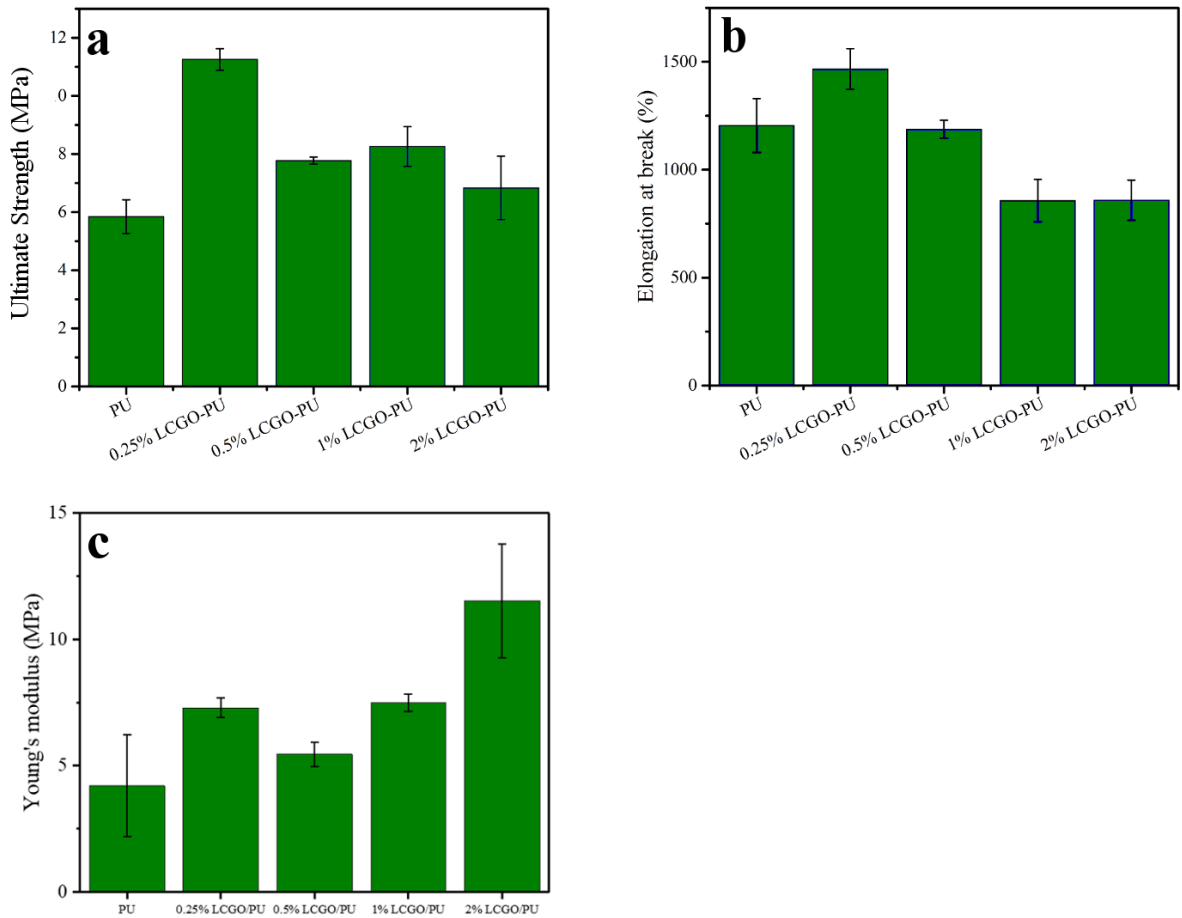 a
Ultimate Strength (MPa)
12
10
8
6
4
2
0
PU
0.25% LCGO-PU
0.5% LCGO-PU
1% LCGO-PU
2% LCGO-PU
b
Elongation at break (%)
1500
1000
500
0
PU
0.25% LCGO-PU
0.5% LCGO-PU
1% LCGO-PU
2% LCGO-PU
c
Young's modulus (MPa)
15
10
5
0
PU
0.25% LCGO/PU
0.5% LCGO/PU
1% LCGO/PU
2% LCGO/PU